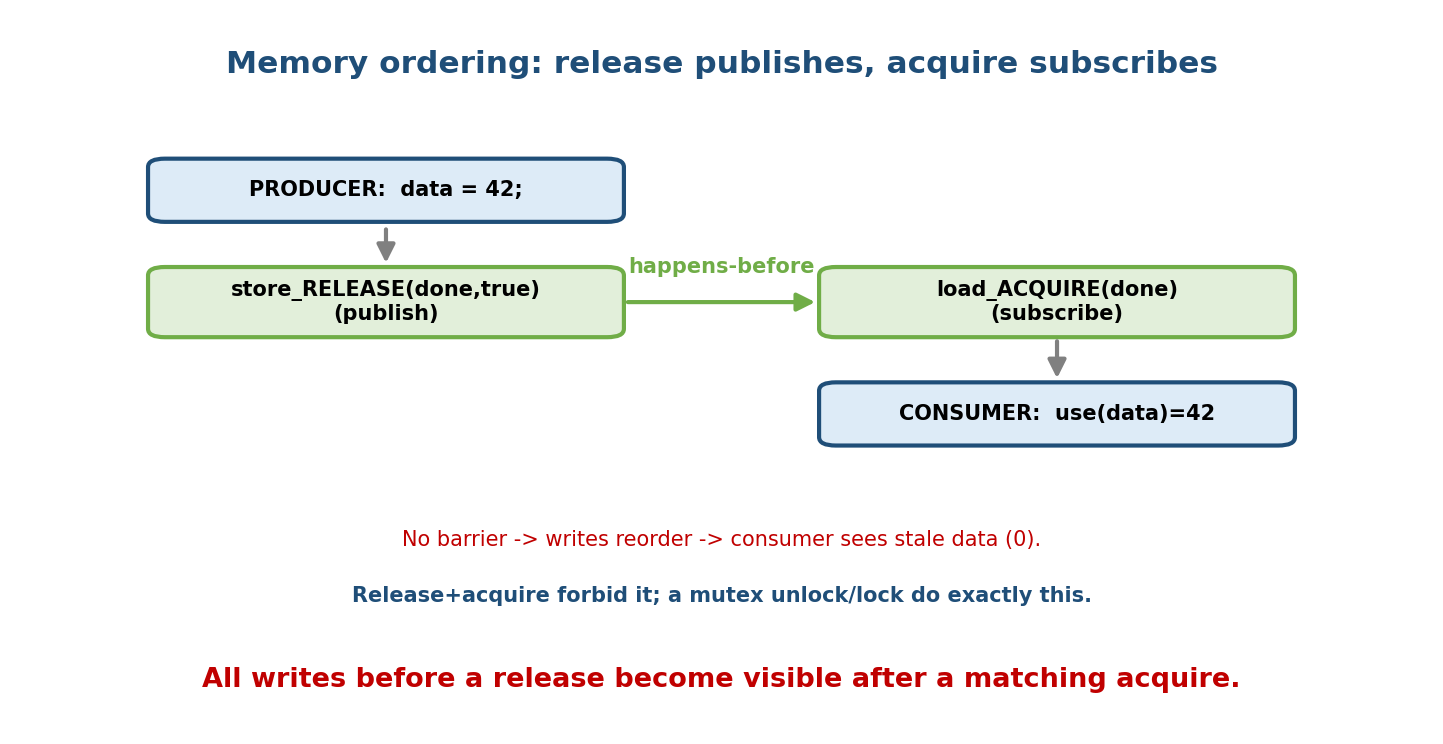 Memory ordering: release publishes, acquire subscribes
PRODUCER:  data = 42;
store_RELEASE(done,true)
(publish)
happens-before
load_ACQUIRE(done)
(subscribe)
CONSUMER:  use(data)=42
No barrier -> writes reorder -> consumer sees stale data (0).
Release+acquire forbid it; a mutex unlock/lock do exactly this.
All writes before a release become visible after a matching acquire.